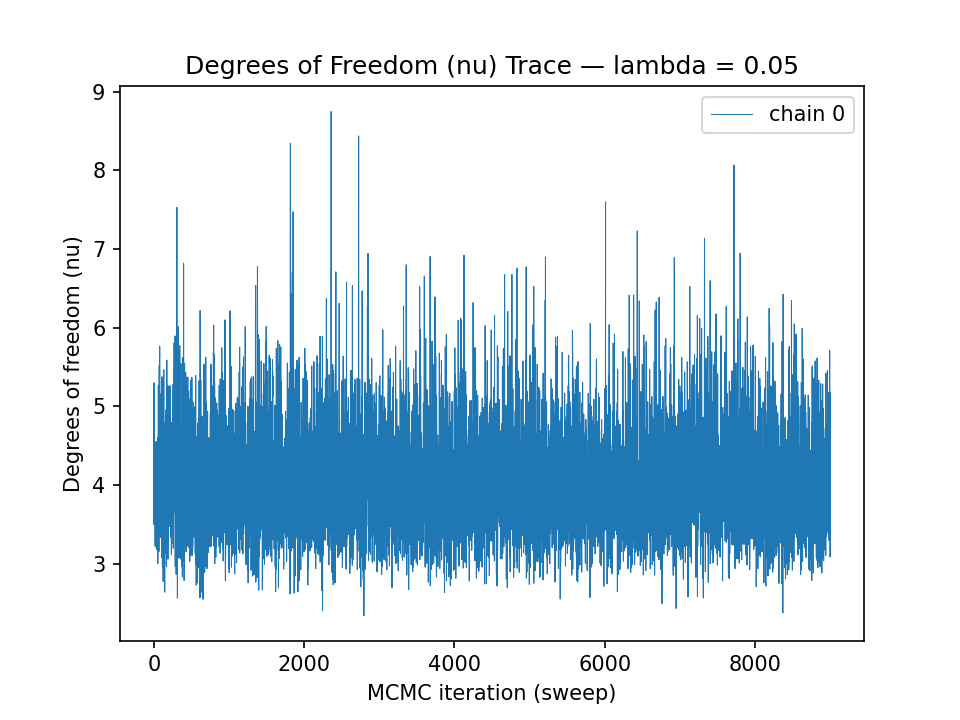 Degrees of Freedom (nu) Trace — lambda = 0.05
chain 0
Degrees of freedom (nu)
9
8
7
6
5
4
3
0 2000 4000 6000 8000
MCMC iteration (sweep)